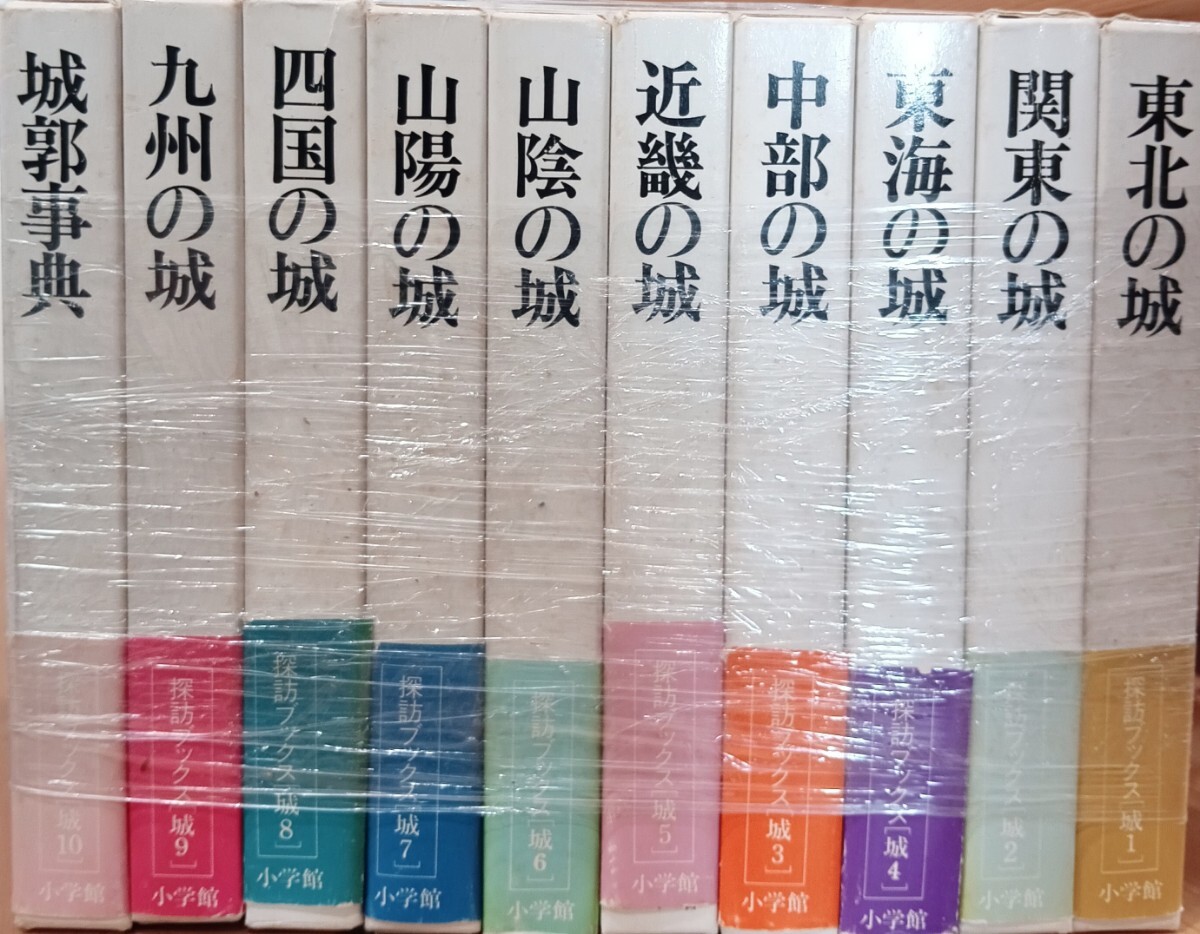 城郭事典
探訪ブックス[城10]
小学館
九州の城
探訪ブックス[城9]
小学館
四国の城
探訪ブックス[城8]
小学館
山陽の城
探訪ブックス[城7]
小学館
山陰の城
探訪ブックス[城6]
小学館
近畿の城
探訪ブックス[城5]
小学館
中部の城
探訪ブックス[城3]
小学館
東海の城
探訪ブックス[城4]
小学館
関東の城
探訪ブックス[城2]
小学館
東北の城
探訪ブックス[城1]
小学館